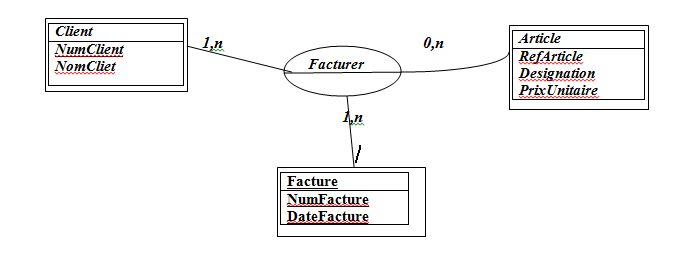 Client
NumClient
NomCliet
1,n
Facturer
0,n
Article
RefArticle
Designation
PrixUnitaire
1,n
Facture
NumFacture
DateFacture